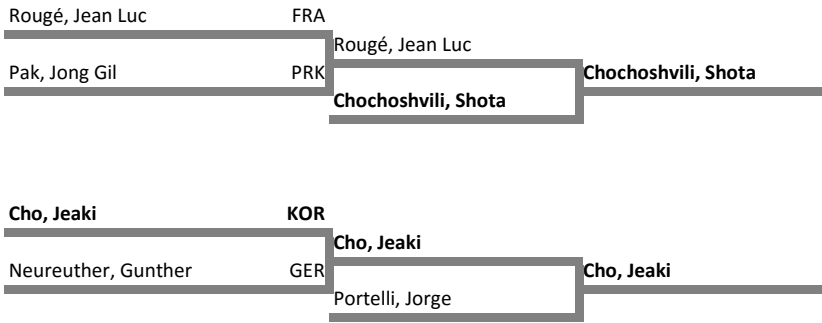 Rougé, Jean Luc FRA
Rougé, Jean Luc
Pak, Jong Gil PRK
Chochoshvili, Shota
Chochoshvili, Shota
Cho, Jeaki KOR
Cho, Jeaki
Neureuther, Gunther GER
Cho, Jeaki
Portelli, Jorge